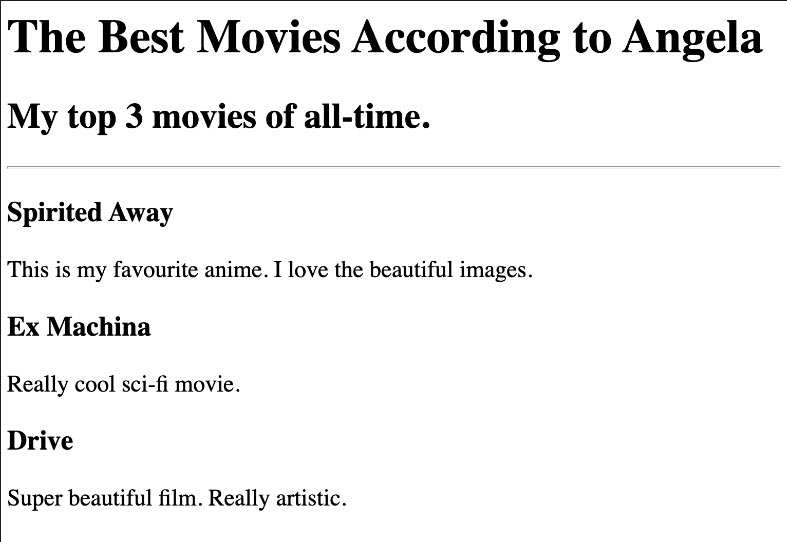 The Best Movies According to Angela
My top 3 movies of all-time.
Spirited Away
This is my favourite anime. I love the beautiful images.
Ex Machina
Really cool sci-fi movie.
Drive
Super beautiful film. Really artistic.